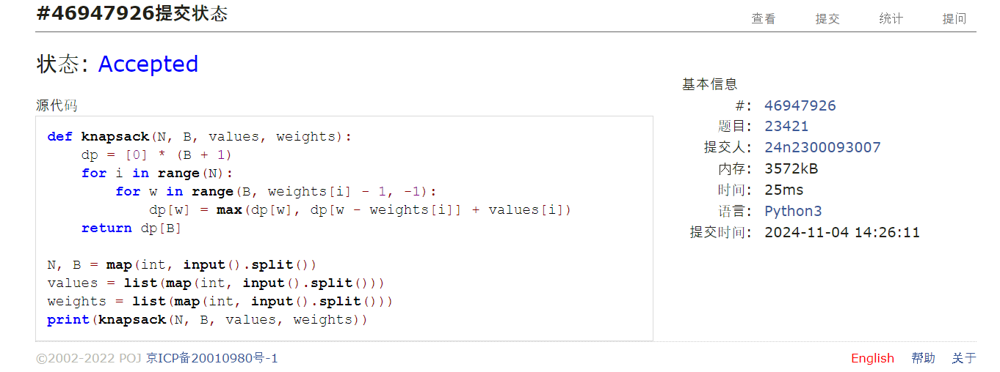 #46947926提交状态
查看 提交 统计 提问
状态: Accepted
源代码
def knapsack(N, B, values, weights):
    dp = [0] * (B + 1)
    for i in range(N):
        for w in range(B, weights[i] - 1, -1):
            dp[w] = max(dp[w], dp[w - weights[i]] + values[i])
    return dp[B]

N, B = map(int, input().split())
values = list(map(int, input().split()))
weights = list(map(int, input().split()))
print(knapsack(N, B, values, weights))
基本信息
#: 46947926
题目: 23421
提交人: 24n2300093007
内存: 3572kB
时间: 25ms
语言: Python3
提交时间: 2024-11-04 14:26:11
©2002-2022 POJ 京ICP备20010980号-1
English 帮助 关于